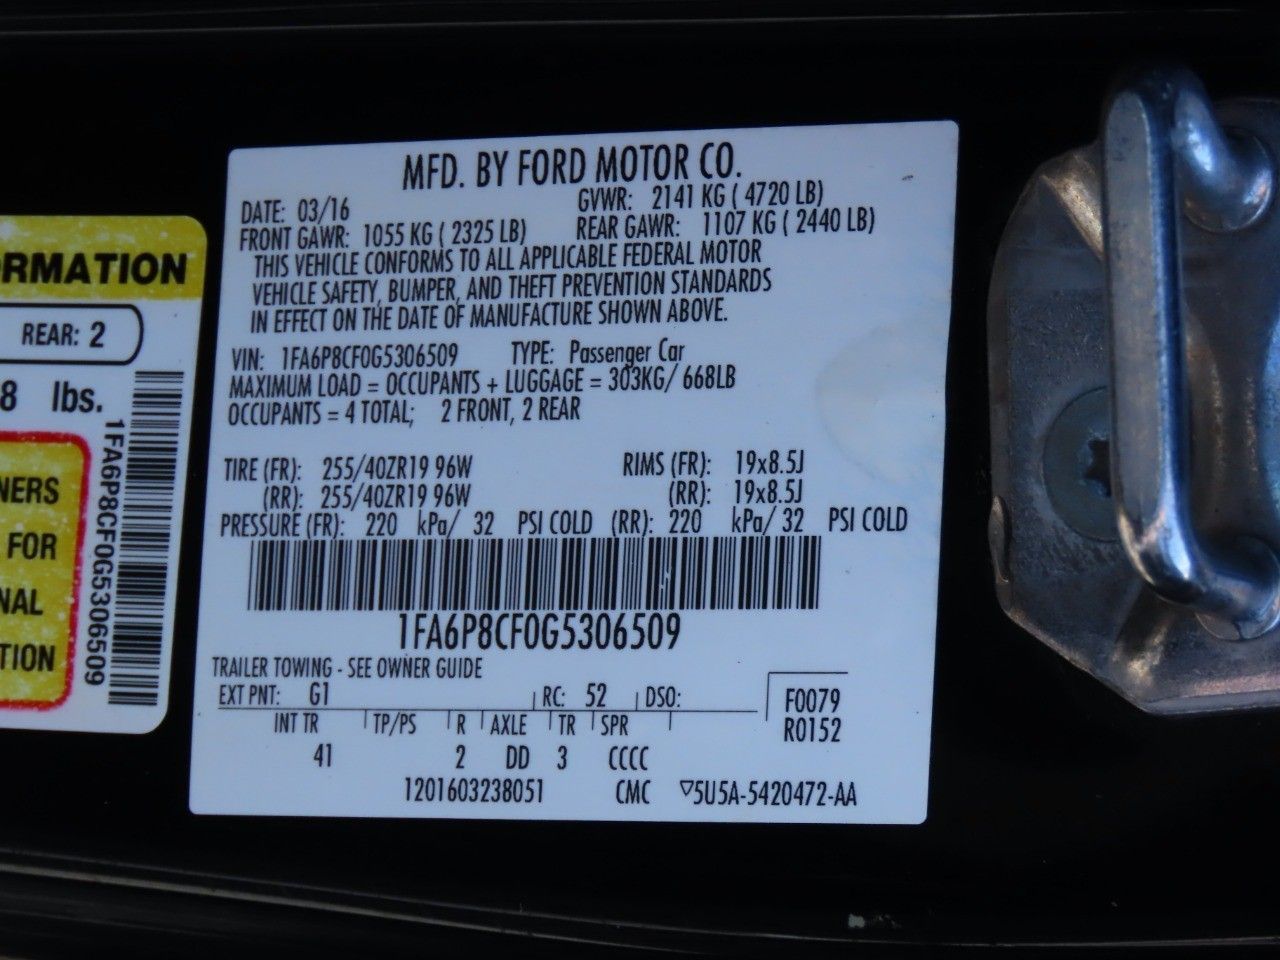 MFD. BY FORD MOTOR CO.
DATE: 03/16 GVWR: 2141 KG ( 4720 LB)
FRONT GAWR: 1055 KG ( 2325 LB) REAR GAWR: 1107 KG ( 2440 LB)
THIS VEHICLE CONFORMS TO ALL APPLICABLE FEDERAL MOTOR
VEHICLE SAFETY, BUMPER, AND THEFT PREVENTION STANDARDS
IN EFFECT ON THE DATE OF MANUFACTURE SHOWN ABOVE.
VIN: 1FA6P8CF0G5306509 TYPE: Passenger Car
MAXIMUM LOAD = OCCUPANTS + LUGGAGE = 303KG/ 668LB
OCCUPANTS = 4 TOTAL; 2 FRONT, 2 REAR
TIRE (FR): 255/40ZR19 96W RIMS (FR): 19x8.5J
(RR): 255/40ZR19 96W (RR): 19x8.5J
PRESSURE (FR): 220 kPa/ 32 PSI COLD (RR): 220 kPa/ 32 PSI COLD
1FA6P8CF0G5306509
TRAILER TOWING - SEE OWNER GUIDE
EXT PNT: G1 RC: 52 DSO: F0079
INT TR TP/PS R AXLE TR SPR R0152
41 2 DD 3 CCCC
1201603238051 CMC ▽5U5A-5420472-AA
ORMATION
REAR: 2
8 lbs.
NERS
FOR
NAL
TION
1FA6P8CF0G5306509